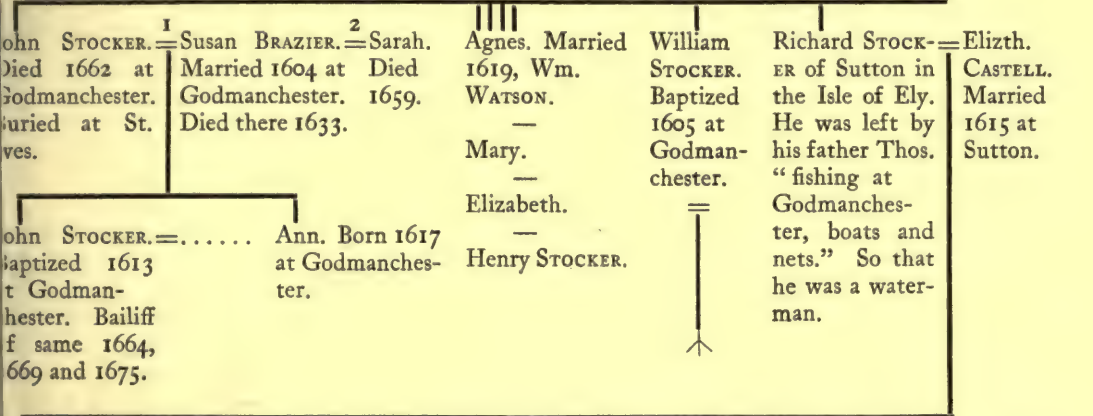 ohn STOCKER.
Died 1662 at
Godmanchester.
Buried at St.
ves.
1
=
Susan BRAZIER.
Married 1604 at
Godmanchester.
Died there 1633.
2
=
Sarah.
Died
1659.
Agnes. Married
1619, Wm.
WATSON.
—
Mary.
—
Elizabeth.
—
Henry STOCKER.
William
STOCKER.
Baptized
1605 at
Godman-
chester.
=
Richard STOCK-
ER of Sutton in
the Isle of Ely.
He was left by
his father Thos.
“ fishing at
Godmanches-
ter, boats and
nets.” So that
he was a water-
man.
=
Elizth.
CASTELL.
Married
1615 at
Sutton.
ohn STOCKER.=......
aptized 1613
t Godman-
hester. Bailiff
f same 1664,
669 and 1675.
Ann. Born 1617
at Godmanches-
ter.